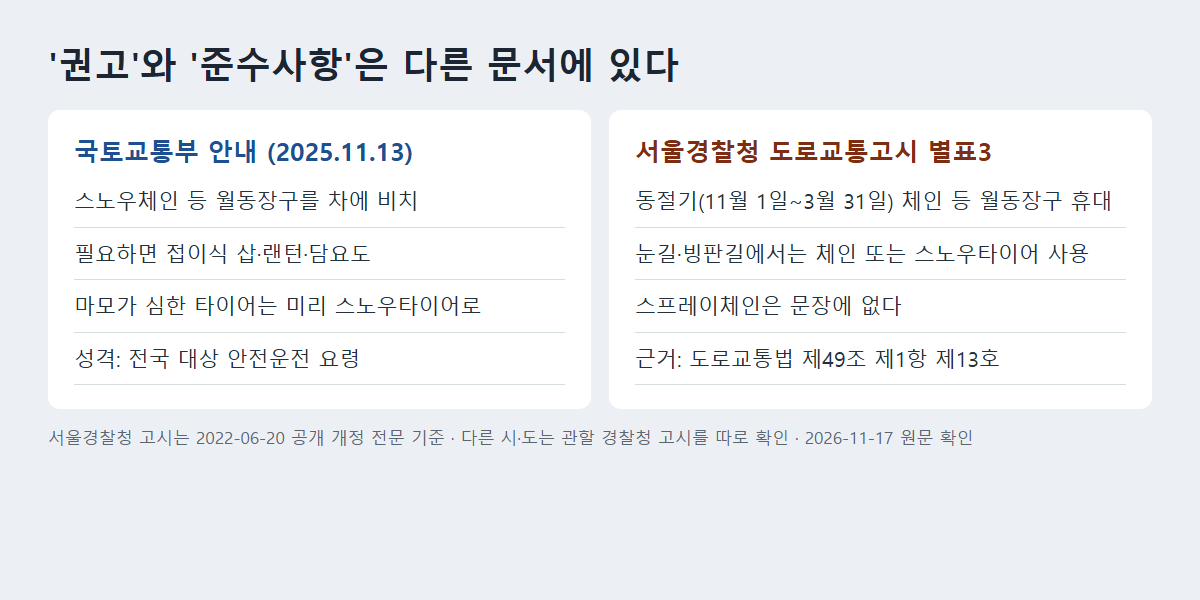 '권고'와 '준수사항'은 다른 문서에 있다
국토교통부 안내 (2025.11.13)
스노우체인 등 월동장구를 차에 비치
필요하면 접이식 삽·랜턴·담요도
마모가 심한 타이어는 미리 스노우타이어로
성격: 전국 대상 안전운전 요령
서울경찰청 도로교통고시 별표3
동절기(11월 1일~3월 31일) 체인 등 월동장구 휴대
눈길·빙판길에서는 체인 또는 스노우타이어 사용
스프레이체인은 문장에 없다
근거: 도로교통법 제49조 제1항 제13호
서울경찰청 고시는 2022-06-20 공개 개정 전문 기준 · 다른 시·도는 관할 경찰청 고시를 따로 확인 · 2026-11-17 원문 확인